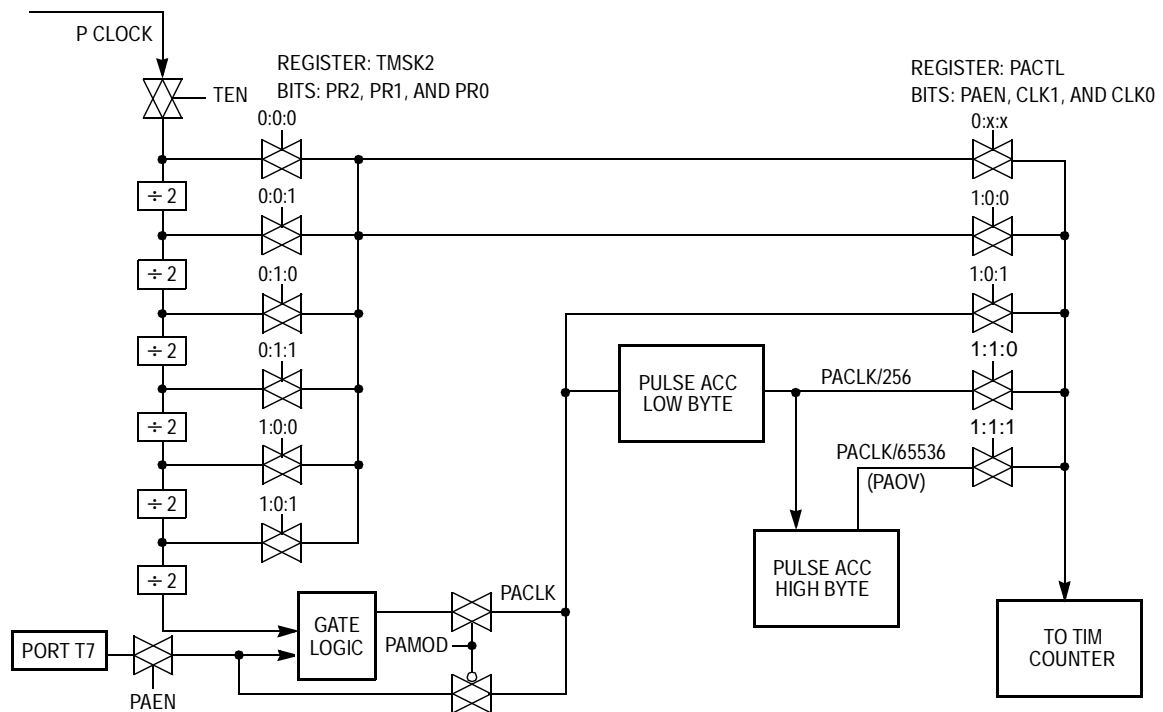 P CLOCK
TEN
REGISTER: TMSK2
BITS: PR2, PR1, AND PR0
REGISTER: PACTL
BITS: PAEN, CLK1, AND CLK0
0:0:0
0:x:x
÷ 2
0:0:1
1:0:0
÷ 2
0:1:0
1:0:1
÷ 2
0:1:1
1:1:0
PULSE ACC
LOW BYTE
PACLK/256
÷ 2
1:0:0
1:1:1
PACLK/65536
(PAOV)
÷ 2
1:0:1
PULSE ACC
HIGH BYTE
÷ 2
PACLK
GATE
LOGIC
PAMOD
PORT T7
PAEN
TO TIM
COUNTER